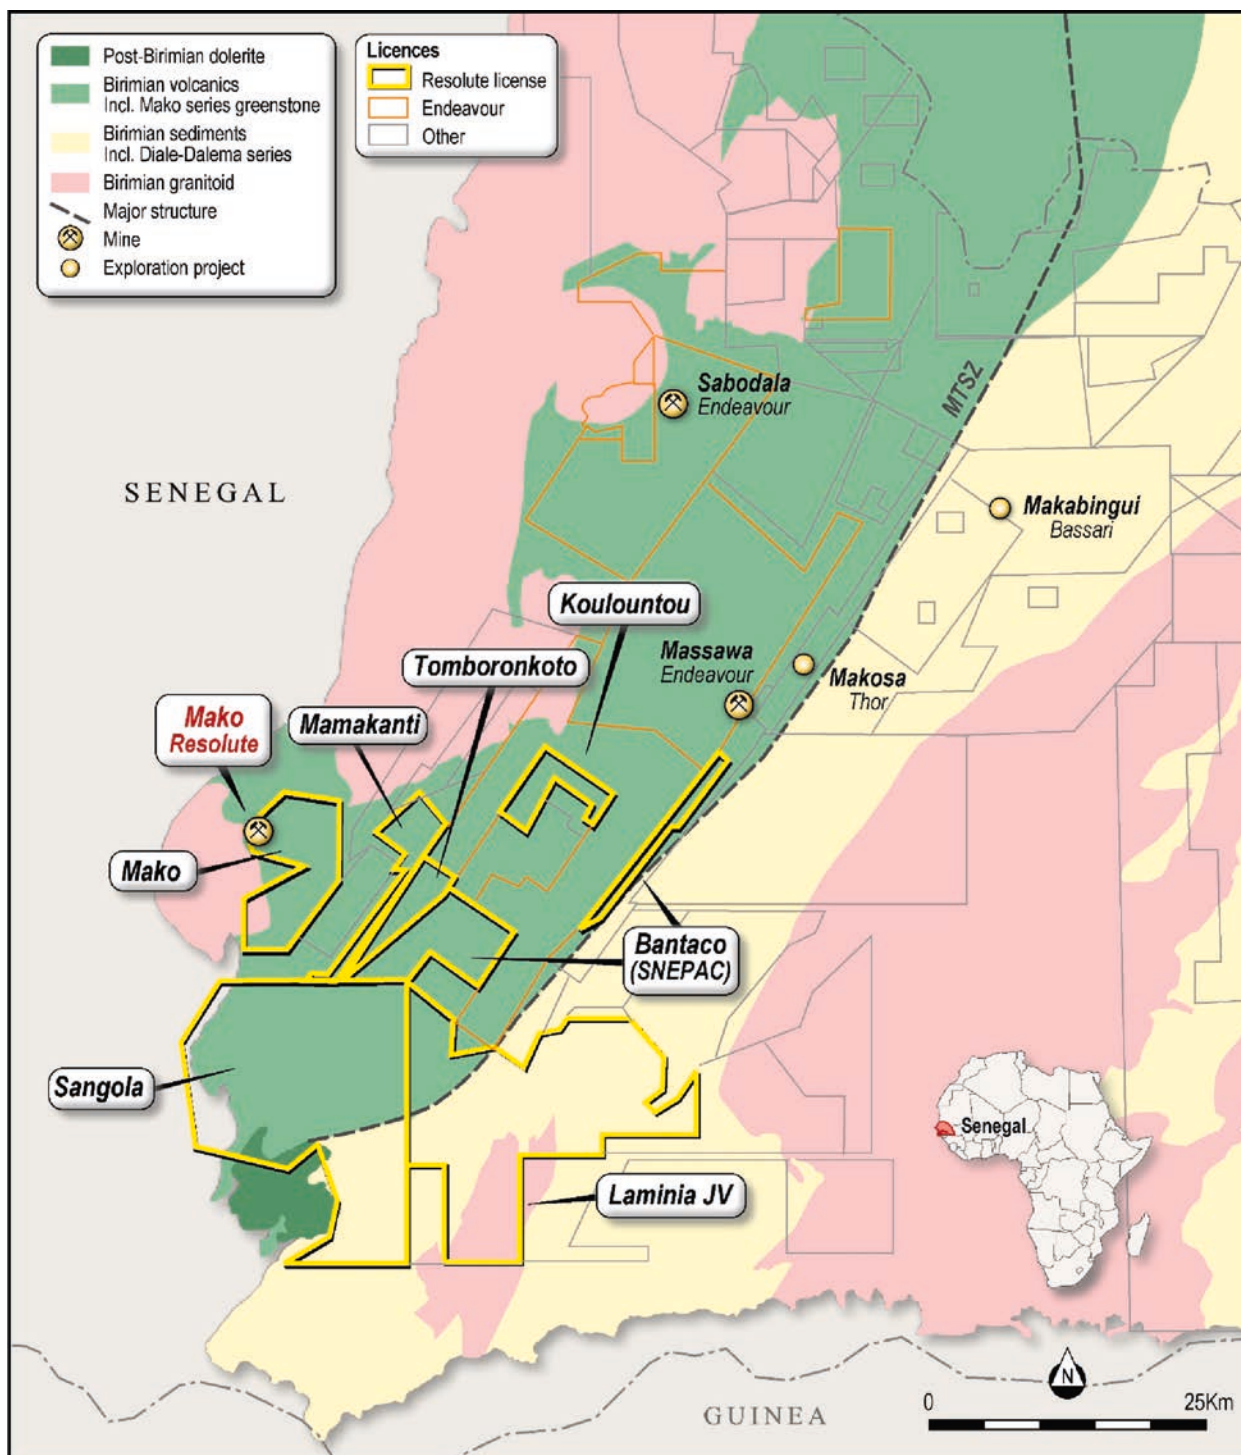 Post-Birimian dolerite
Birimian volcanics
Incl. Mako series greenstone
Birimian sediments
Incl. Diale-Dalema series
Birimian granitoid
Major structure
Mine
Exploration project
Licences
Resolute license
Endeavour
Other
MTSZ
Sabodala
Endeavour
SENEGAL
Makabingui
Bassari
Koulountou
Massawa
Endeavour
Tomboronkoto
Makosa
Thor
Mako
Resolute
Mamakanti
Mako
Bantaco
(SNEPAC)
Sangola
Senegal
Laminia JV
N
0
25Km
GUINEA